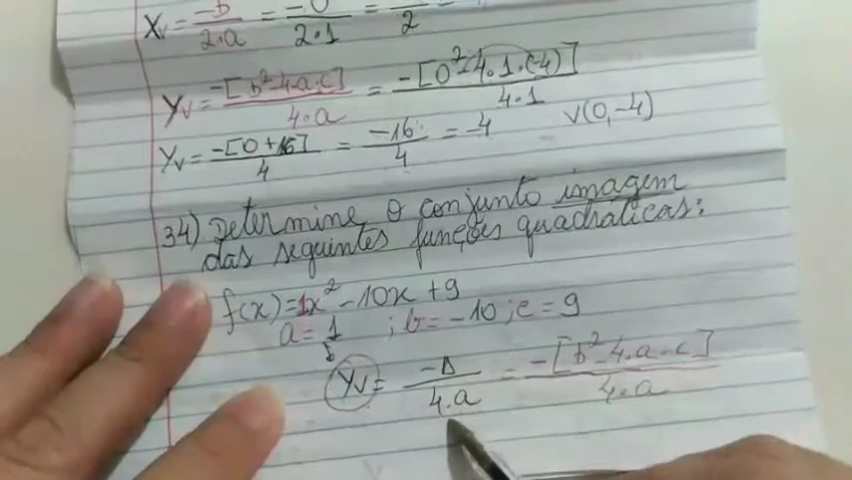 Xv = -b/2·a = -0/2·1 = /2
Yv = -[b²-4·a·c]/4·a = -[0²-4·1·(-4)]/4·1
Yv = -[0+16]/4 = -16/4 = -4 V(0,-4)
34) Determine o conjunto imagem
das seguintes funções quadráticas:
f(x)=1x²-10x+9
a=1 ; b=-10 ; c=9
Yv = -Δ/4·a = -[b²-4·a·c]/4·a